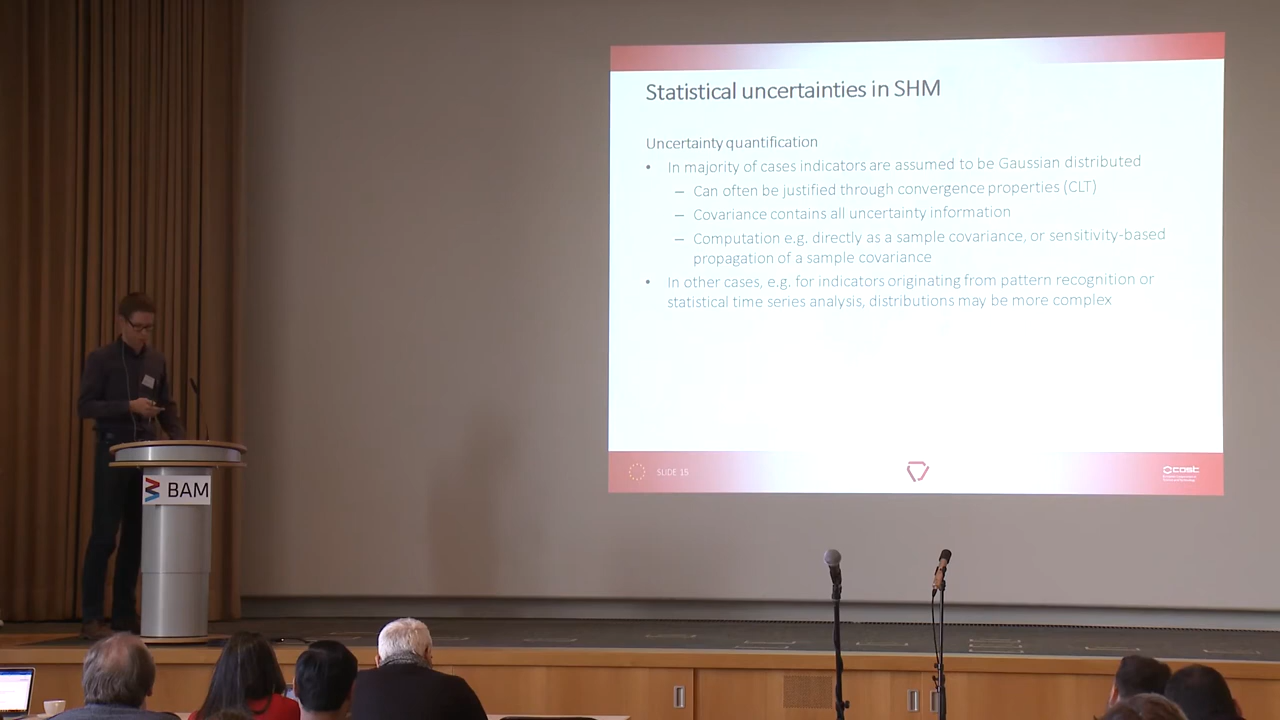 Statistical uncertainties in SHM
Uncertainty quantification
• In majority of cases indicators are assumed to be Gaussian distributed
– Can often be justified through convergence properties (CLT)
– Covariance contains all uncertainty information
– Computation e.g. directly as a sample covariance, or sensitivity-based
propagation of a sample covariance
• In other cases, e.g. for indicators originating from pattern recognition or
statistical time series analysis, distributions may be more complex
SLIDE 15
cost
BAM